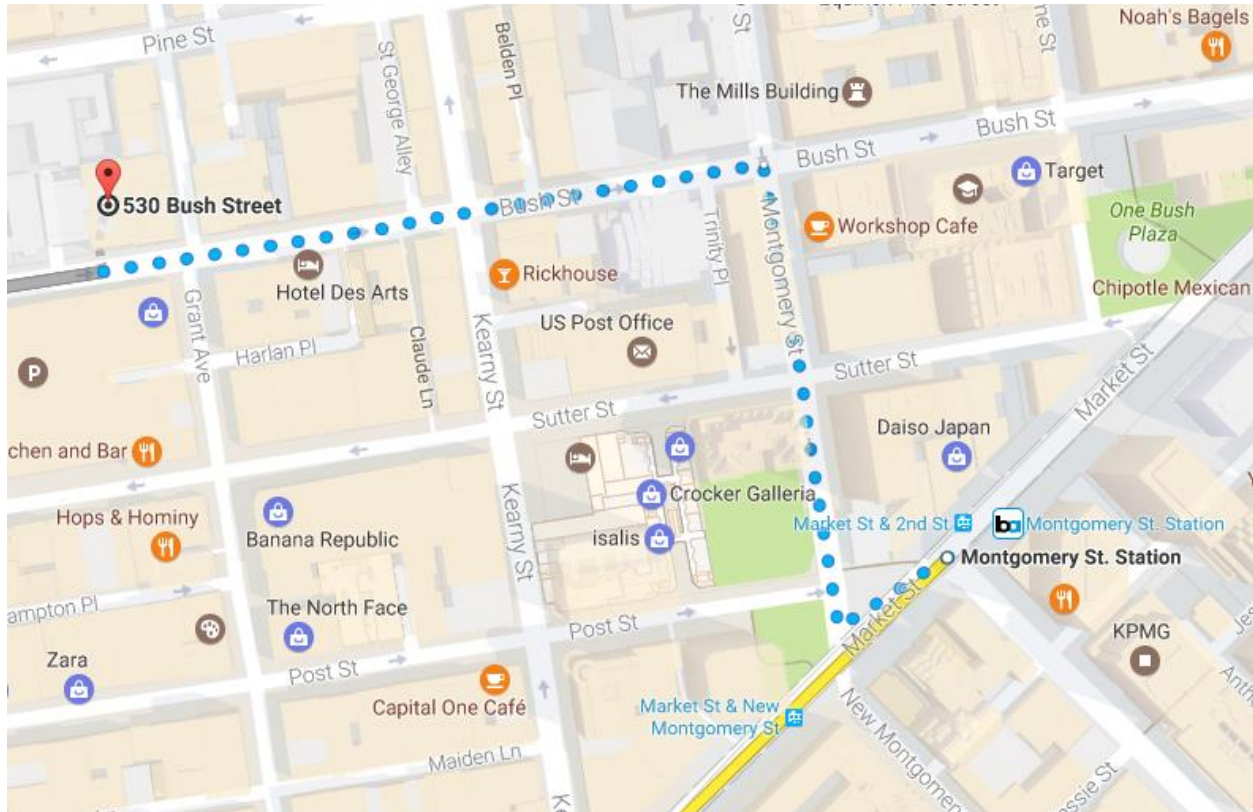 Noah's Bagels
Pine St
St George Alley
Belden Pl
The Mills Building
Bush St
Bush St
Target
530 Bush Street
Bush St
Trinity Pl
Montgomery St
Workshop Cafe
One Bush
Plaza
Rickhouse
Hotel Des Arts
Chipotle Mexican
Grant Ave
US Post Office
Harlan Pl
Claude Ln
Kearny St
Sutter St
Market St
P
Sutter St
Daiso Japan
chen and Bar
Kearny St
Crocker Galleria
Hops & Hominy
Banana Republic
isalis
Market St & 2nd St
ba
Montgomery St. Station
Montgomery St. Station
ampton Pl
The North Face
Market St
Post St
KPMG
Zara
Post St
Capital One Café
Market St & New
Montgomery St
New Montgomer
Maiden Ln
ssie St